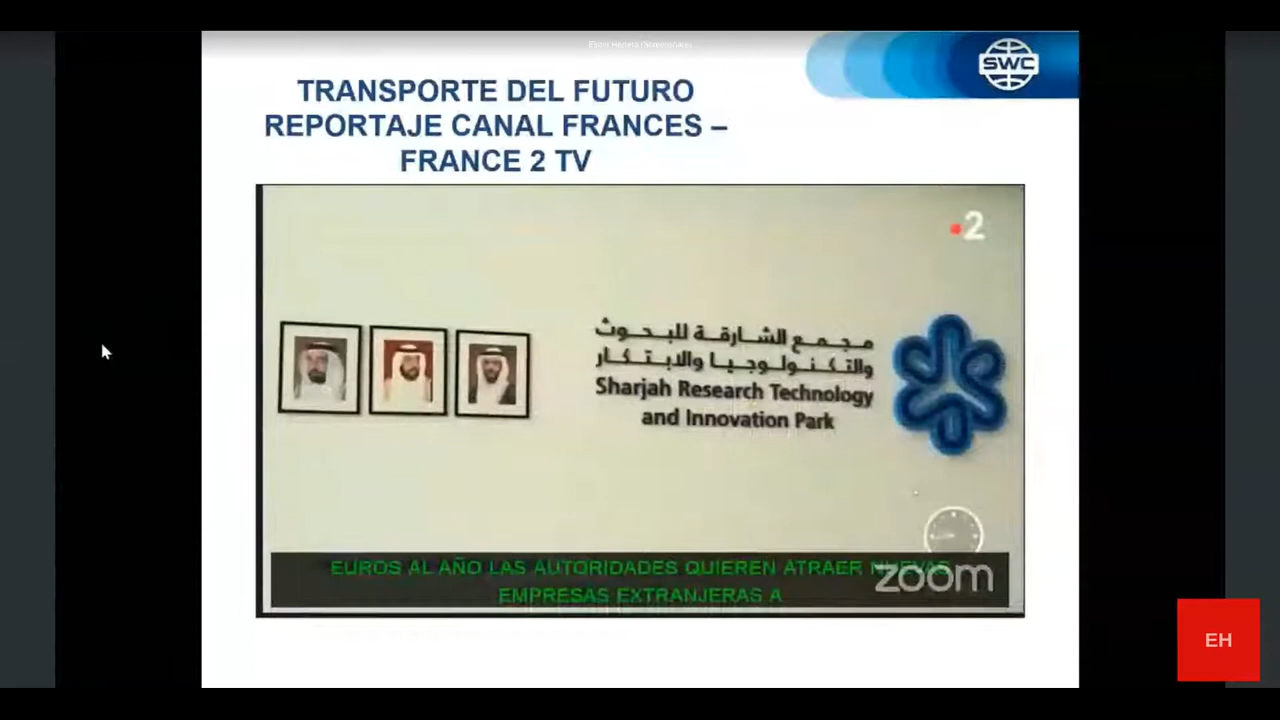 SWC
TRANSPORTE DEL FUTURO
REPORTAJE CANAL FRANCES –
FRANCE 2 TV
2
مجمع الشارقة للبحوث
والتكنولوجيا والابتكار
Sharjah Research Technology
and Innovation Park
EUROS AL AÑO LAS AUTORIDADES QUIEREN ATRAER NUEVAS
EMPRESAS EXTRANJERAS A
zoom
EH